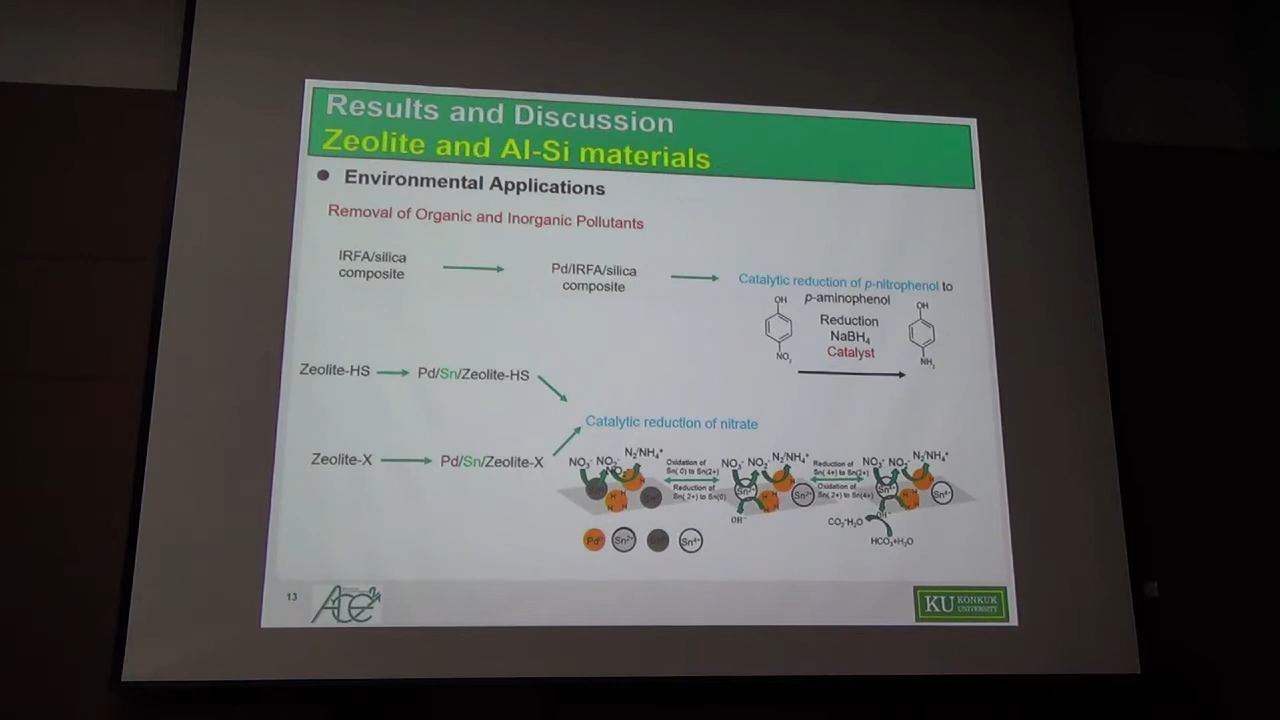 Results and Discussion
Zeolite and Al-Si materials
● Environmental Applications
Removal of Organic and Inorganic Pollutants
IRFA/silica
composite
Pd/IRFA/silica
composite
Catalytic reduction of p-nitrophenol to
p-aminophenol
OH
NO2
Reduction
NaBH4
Catalyst
OH
NH2
Zeolite-HS
Pd/Sn/Zeolite-HS
Catalytic reduction of nitrate
Zeolite-X
Pd/Sn/Zeolite-X
NO3- NO2- N2/NH4+
H H H H H
Oxidation of
Sn( 0) to Sn(2+)
Reduction of
Sn( 2+) to Sn(0)
NO3- NO2- N2/NH4+
Sn2+
H H H
Sn2+
OH-
Reduction of
Sn( 4+) to Sn(2+)
Oxidation of
Sn( 2+) to Sn(4+)
NO3- NO2- N2/NH4+
H H H
Sn4+
OH-
CO2+H2O
HCO3+H2O
Pd0
Sn2+
Sn4+
13
ACE
KU KONKUK
UNIVERSITY